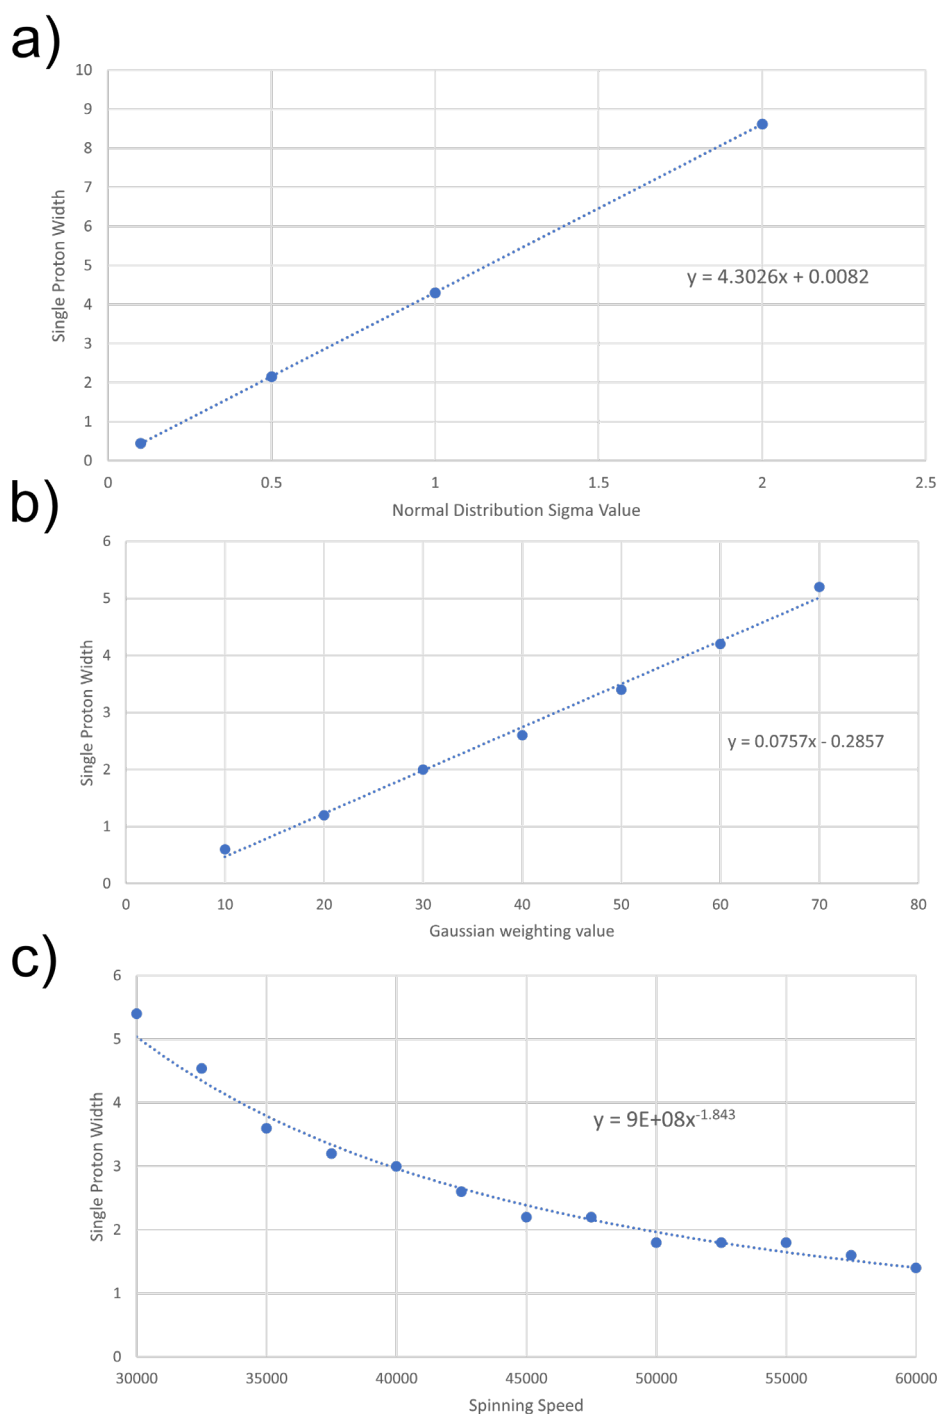 a)
10
9
8
7
6
5
4
3
2
1
0
Single Proton Width
y = 4.3026x + 0.0082
0 0.5 1 1.5 2 2.5
Normal Distribution Sigma Value
b)
6
5
4
3
2
1
0
Single Proton Width
y = 0.0757x - 0.2857
0 10 20 30 40 50 60 70 80
Gaussian weighting value
c)
6
5
4
3
2
1
0
Single Proton Width
y = 9E+08x^-1.843
30000 35000 40000 45000 50000 55000 60000
Spinning Speed